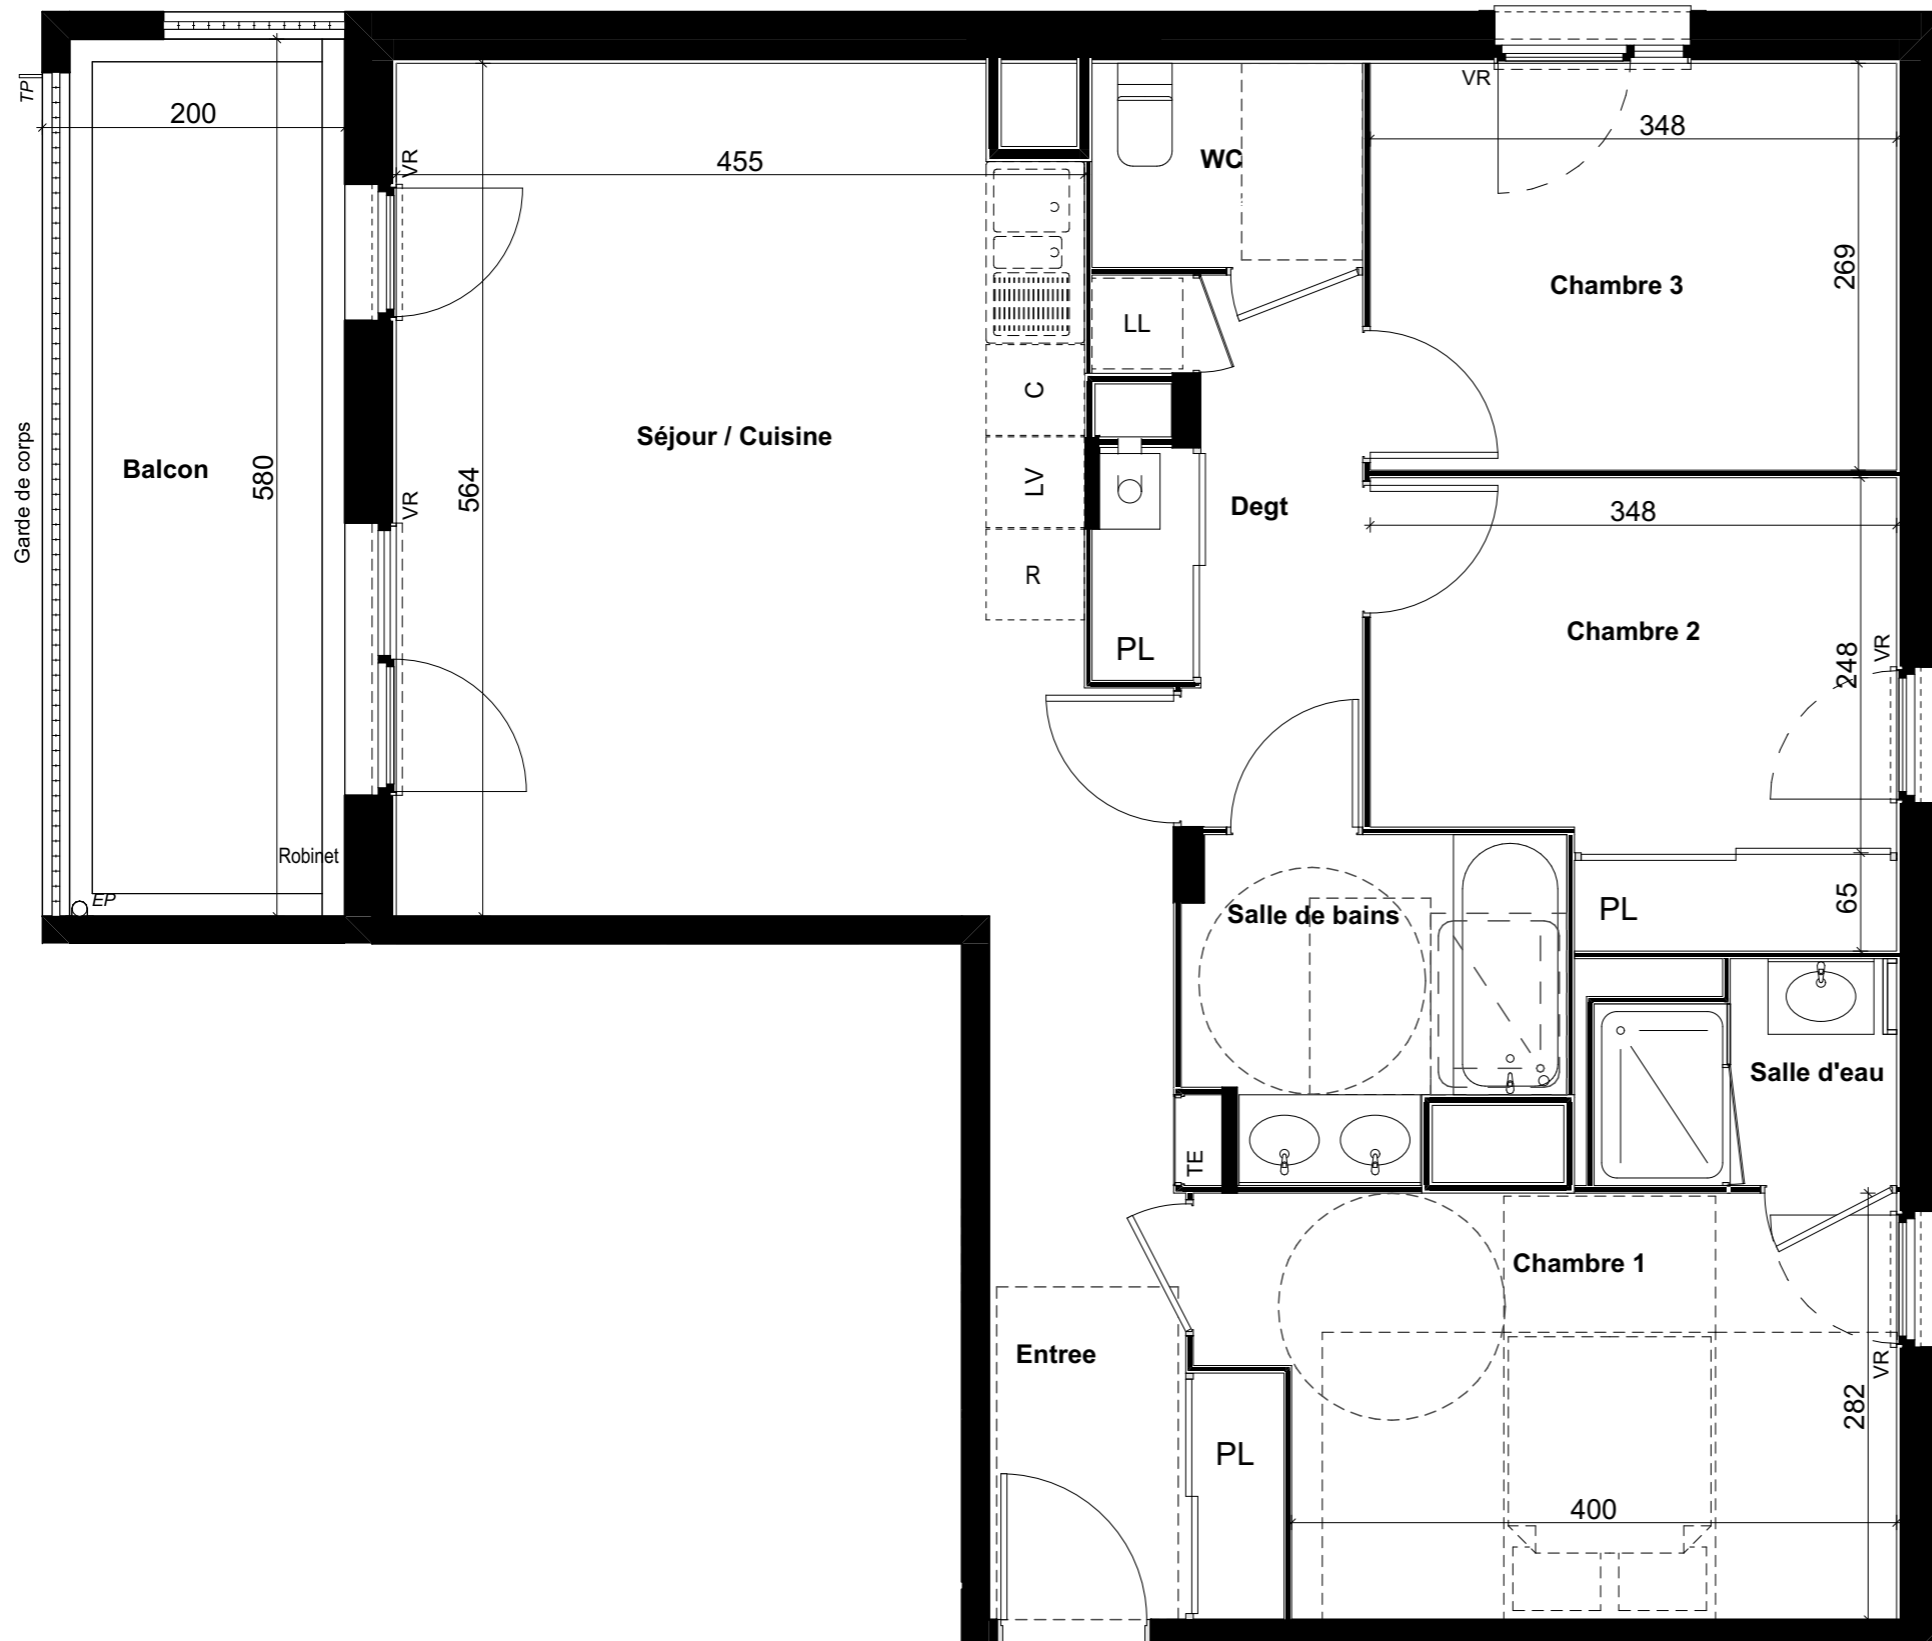 VR
TP
200
VR
455
WC
348
269
Chambre 3
LL
C
Séjour / Cuisine
Garde de corps
Balcon
580
564
VR
LV
Degt
348
R
PL
Chambre 2
248
VR
Robinet
EP
Salle de bains
PL
65
Salle d'eau
TE
Chambre 1
Entree
VR
282
PL
400